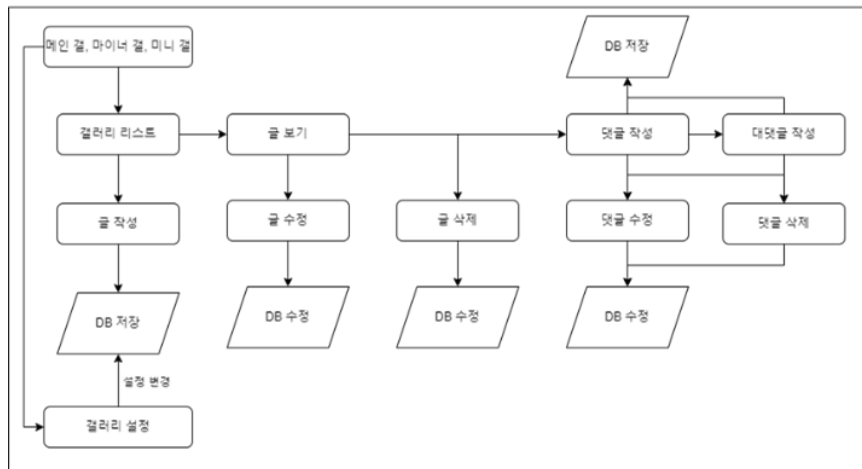 메인 갤, 마이너 갤, 미니 갤
DB 저장
갤러리 리스트
글 보기
댓글 작성
대댓글 작성
글 작성
글 수정
글 삭제
댓글 수정
댓글 삭제
DB 저장
DB 수정
DB 수정
DB 수정
설정 변경
갤러리 설정